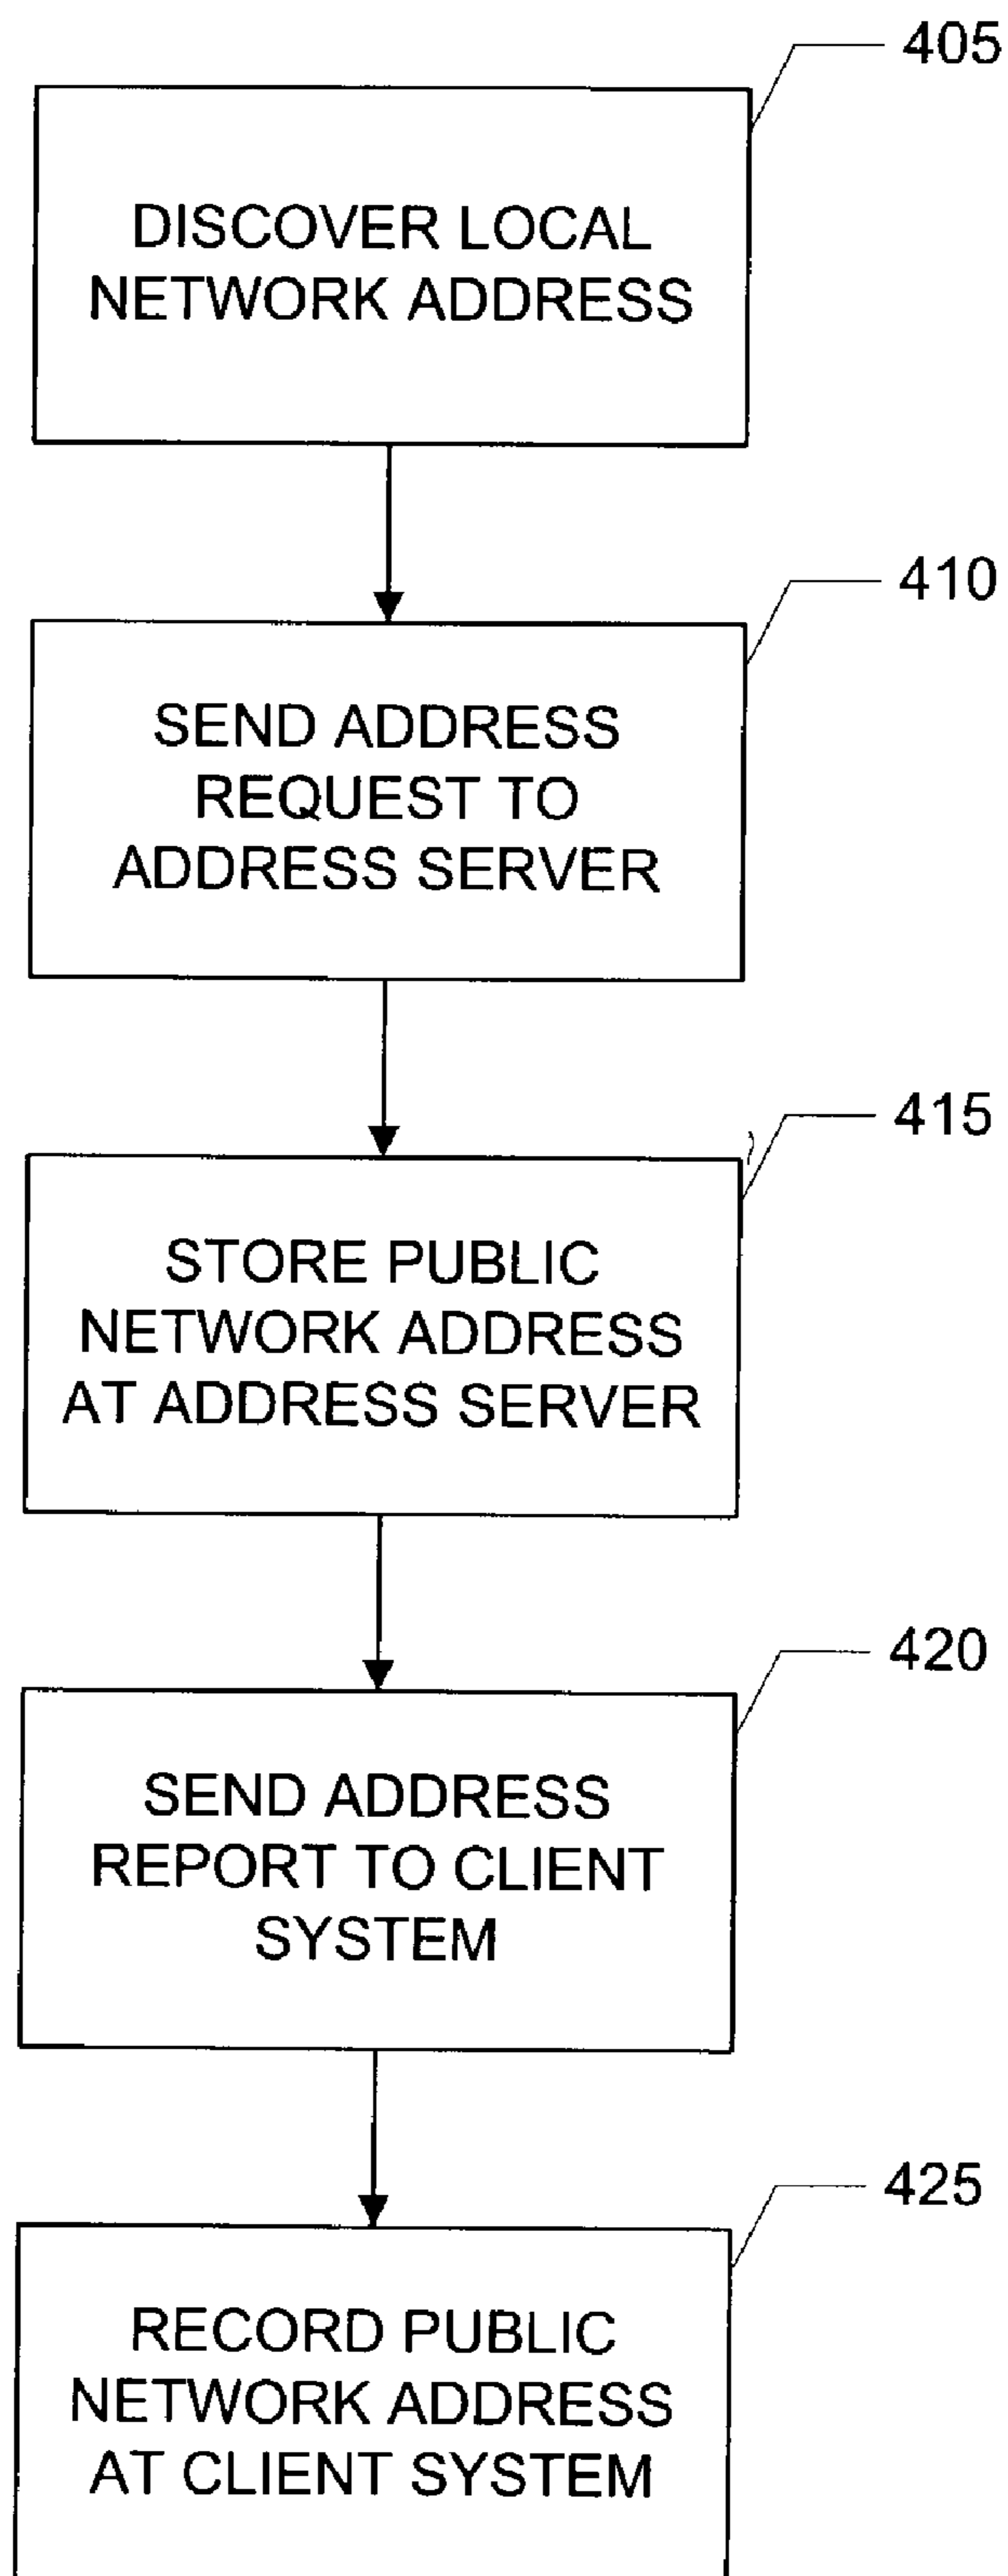 405
DISCOVER LOCAL
NETWORK ADDRESS
410
SEND ADDRESS
REQUEST TO
ADDRESS SERVER
415
STORE PUBLIC
NETWORK ADDRESS
AT ADDRESS SERVER
420
SEND ADDRESS
REPORT TO CLIENT
SYSTEM
425
RECORD PUBLIC
NETWORK ADDRESS
AT CLIENT SYSTEM